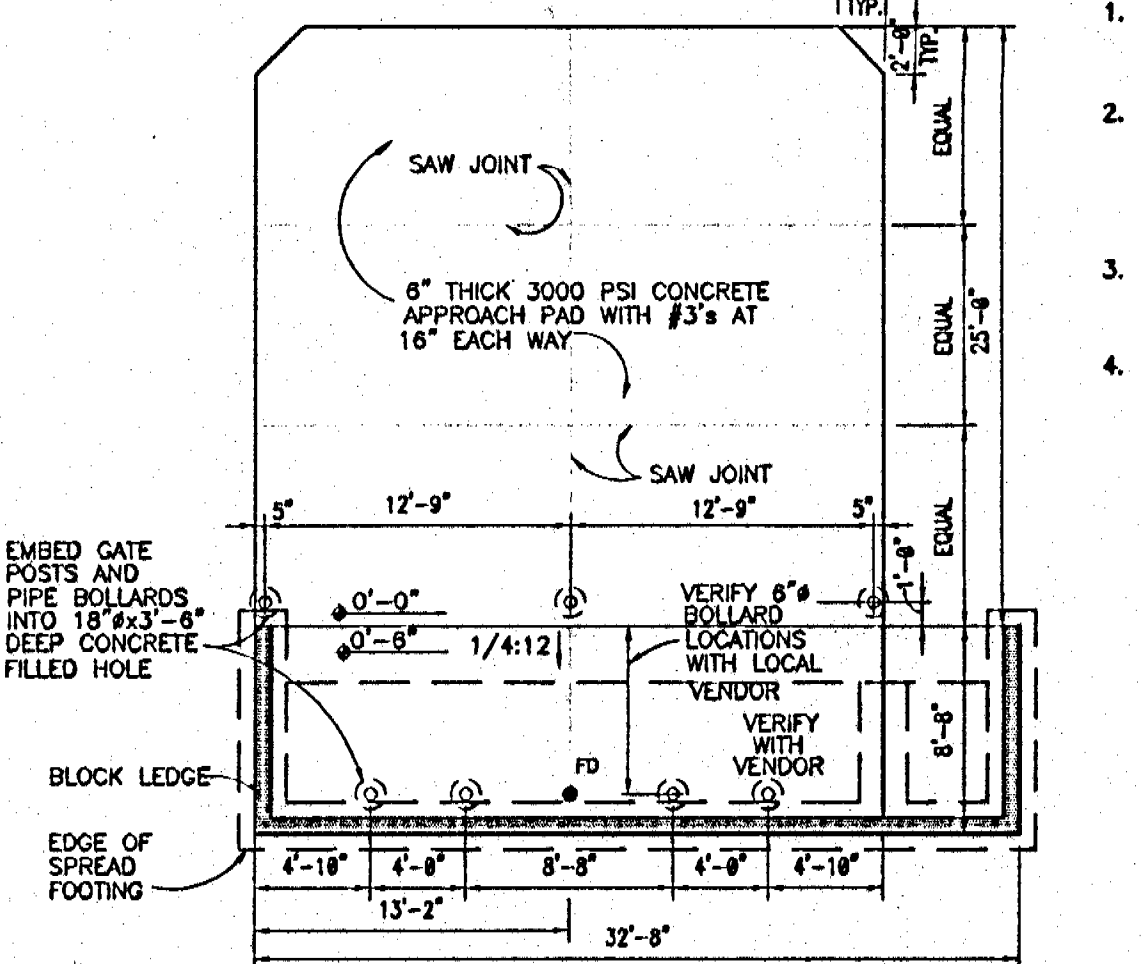 TYP.
2'-0"
TYP.
1.
2.
3.
4.
EQUAL
EQUAL
EQUAL
25'-0"
SAW JOINT
6" THICK 3000 PSI CONCRETE
APPROACH PAD WITH #3's AT
16" EACH WAY
SAW JOINT
5"
12'-9"
12'-9"
5"
1'-0"
EMBED GATE
POSTS AND
PIPE BOLLARDS
INTO 18"øx3'-6"
DEEP CONCRETE
FILLED HOLE
0'-0"
0'-6"
1/4:12
VERIFY 6"ø
BOLLARD
LOCATIONS
WITH LOCAL
VENDOR
VERIFY
WITH
VENDOR
8'-8"
FD
BLOCK LEDGE
EDGE OF
SPREAD
FOOTING
4'-10"
4'-0"
8'-8"
4'-0"
4'-10"
13'-2"
32'-8"